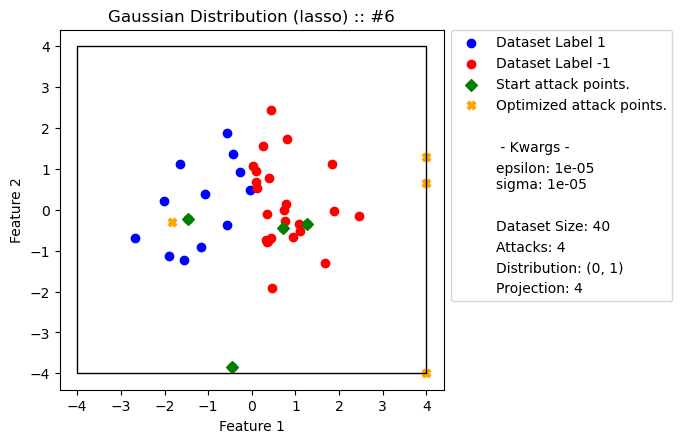 Gaussian Distribution (lasso) :: #6
Feature 2
4
3
2
1
0
−1
−2
−3
−4
−4
−3
−2
−1
0
1
2
3
4
Feature 1
Dataset Label 1
Dataset Label -1
Start attack points.
Optimized attack points.
- Kwargs -
epsilon: 1e-05
sigma: 1e-05
Dataset Size: 40
Attacks: 4
Distribution: (0, 1)
Projection: 4